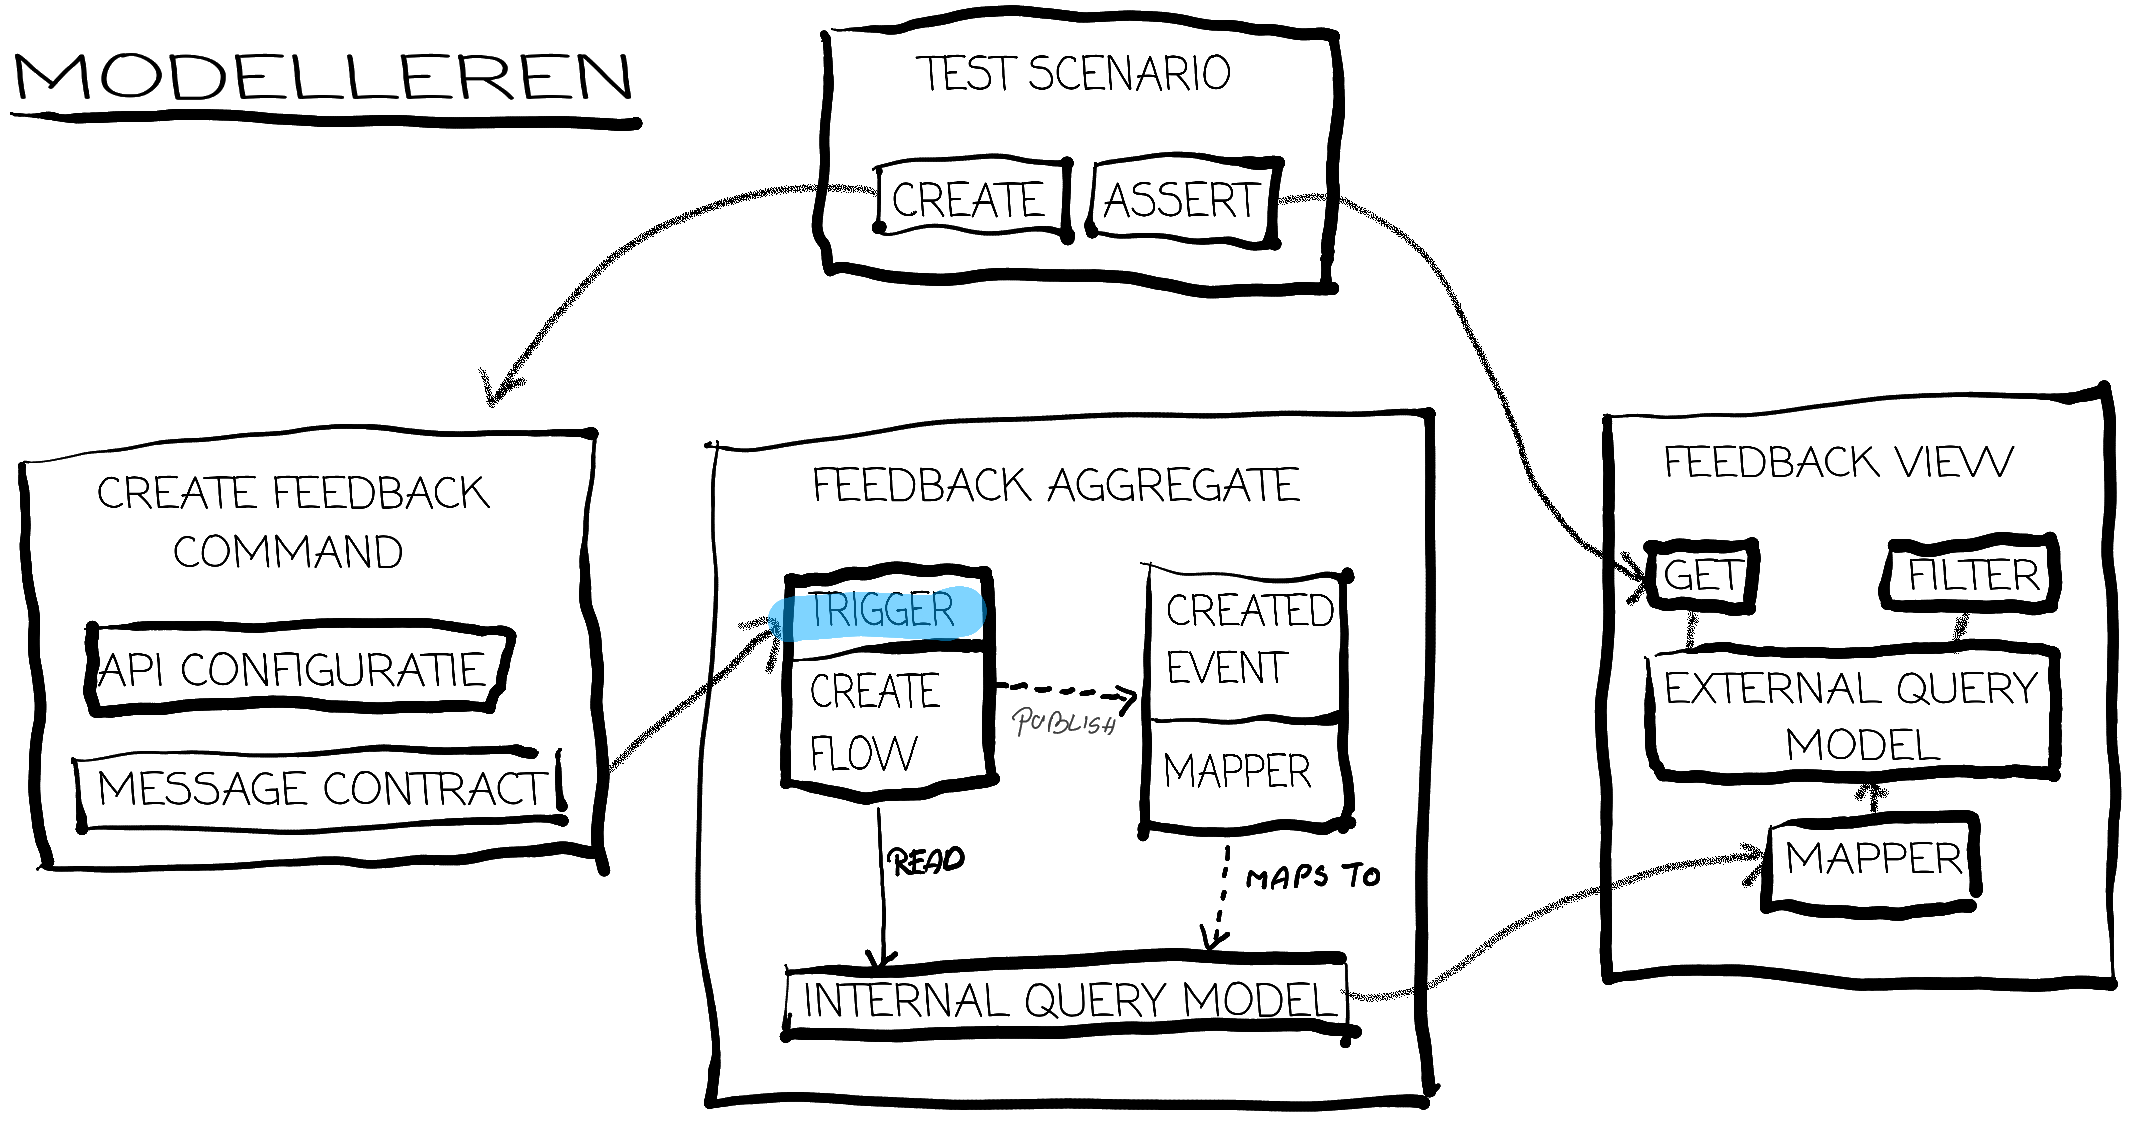 MODELLEREN
TEST SCENARIO
CREATE
ASSERT
CREATE FEEDBACK
COMMAND
API CONFIGURATIE
MESSAGE CONTRACT
FEEDBACK AGGREGATE
TRIGGER
CREATE
FLOW
PUBLISH
CREATED
EVENT
MAPPER
READ
MAPS TO
INTERNAL QUERY MODEL
FEEDBACK VIEW
GET
FILTER
EXTERNAL QUERY
MODEL
MAPPER